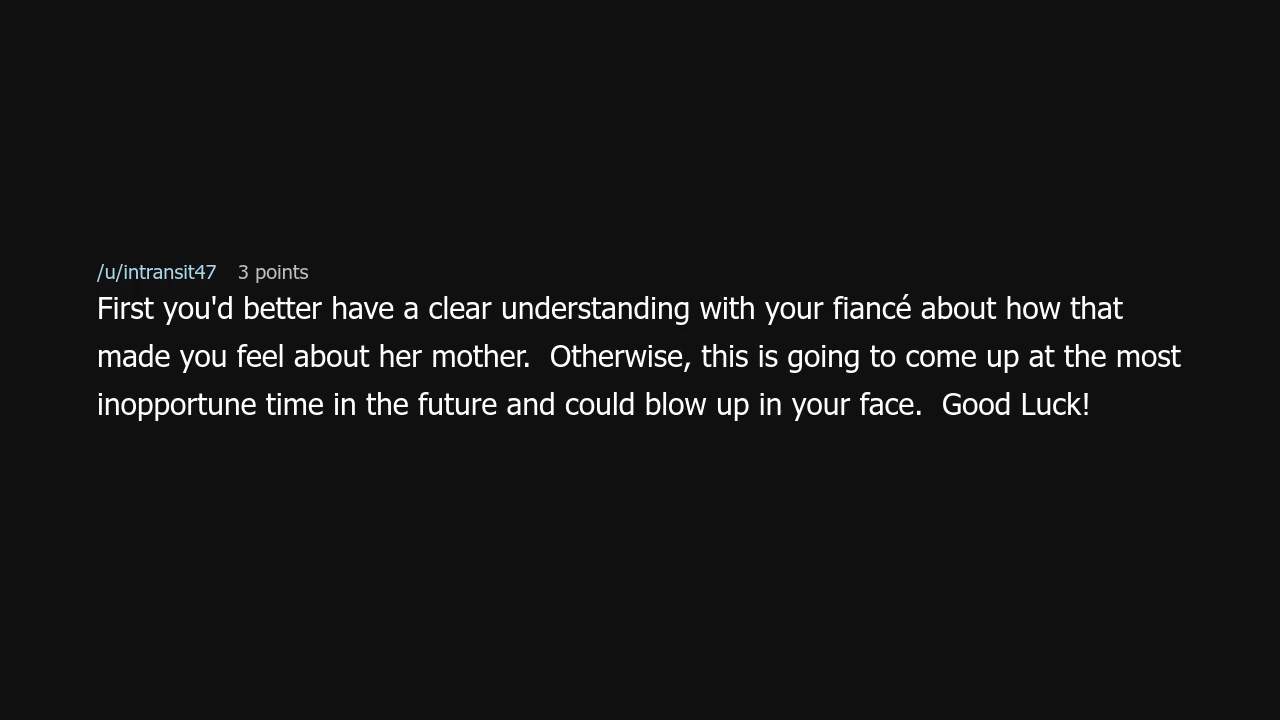 /u/intransit47 3 points
First you'd better have a clear understanding with your fiancé about how that
made you feel about her mother.  Otherwise, this is going to come up at the most
inopportune time in the future and could blow up in your face.  Good Luck!